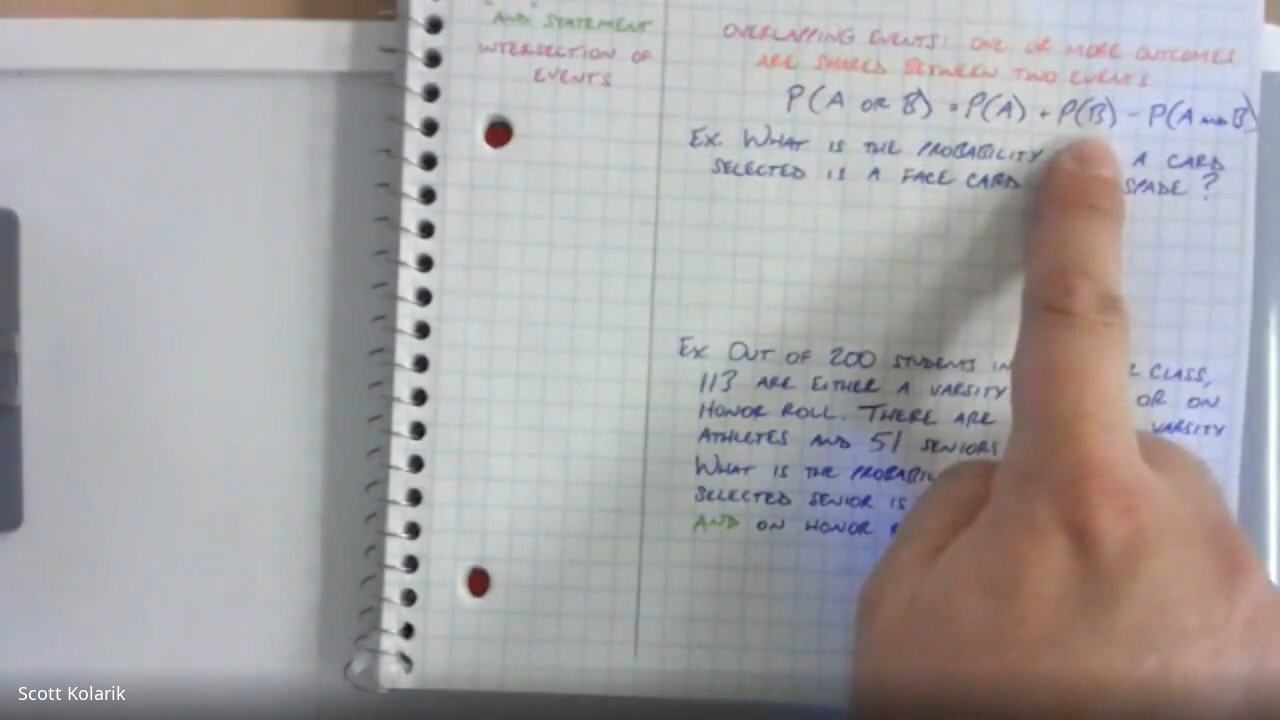 "AND" STATEMENT
INTERSECTION OF
EVENTS
OVERLAPPING EVENTS: ONE OR MORE OUTCOMES
ARE SHARED BETWEEN TWO EVENTS
P(A OR B) = P(A) + P(B) - P(A AND B)
EX. WHAT IS THE PROBABILITY A CARD
SELECTED IS A FACE CARD SPADE?
EX. OUT OF 200 STUDENTS IN CLASS,
113 ARE EITHER A VARSITY OR ON
HONOR ROLL. THERE ARE VARSITY
ATHLETES AND 51 SENIORS
WHAT IS THE
SELECTED SENIOR IS
AND ON HONOR
Scott Kolarik